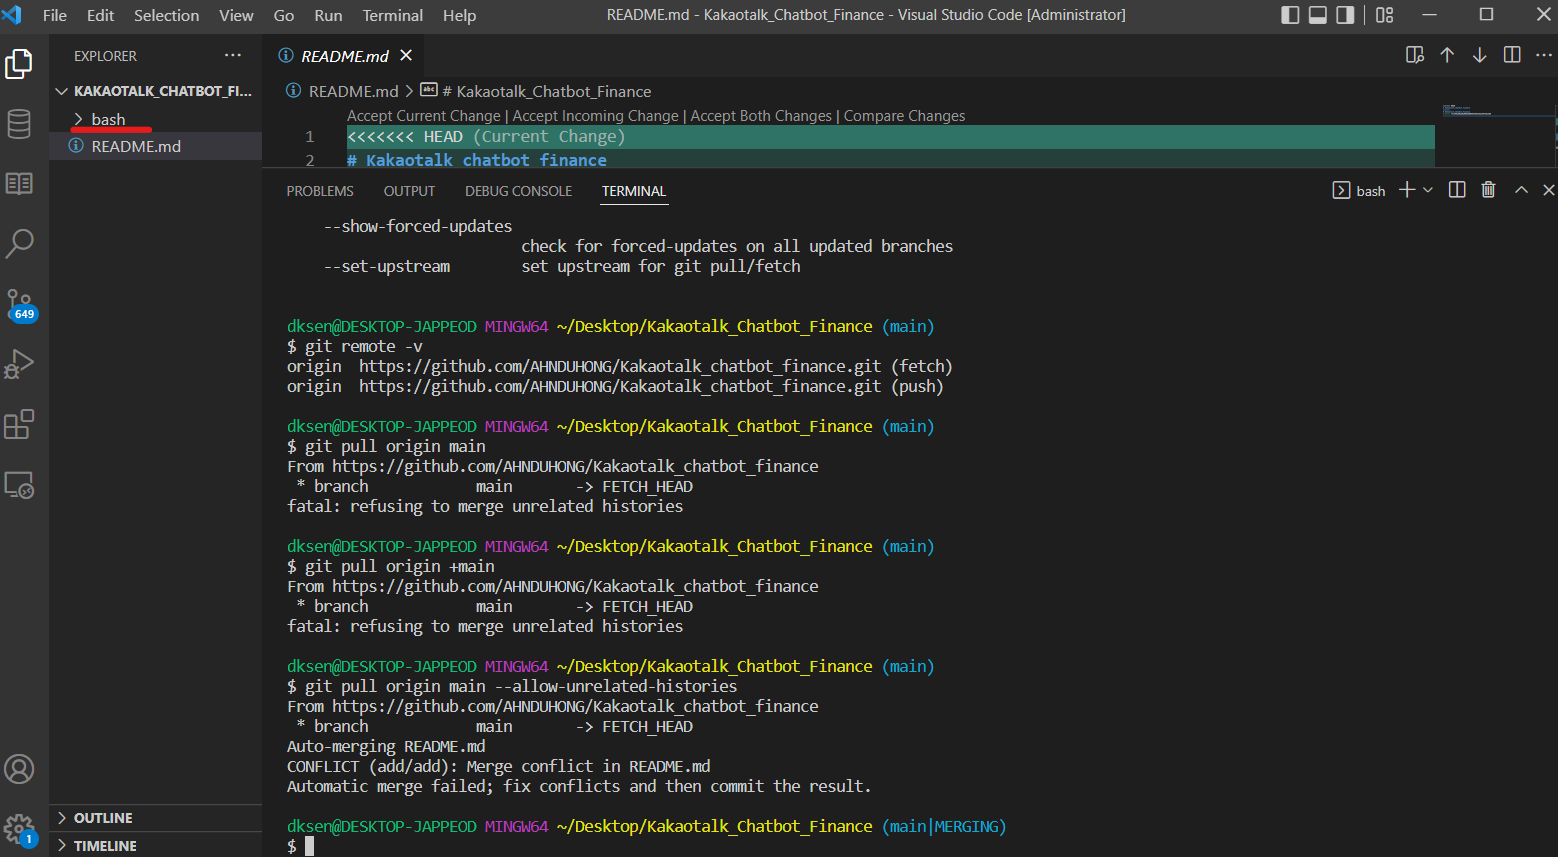 File Edit Selection View Go Run Terminal Help README.md - Kakaotalk_Chatbot_Finance - Visual Studio Code [Administrator]
EXPLORER ···
KAKAOTALK_CHATBOT_FI...
bash
README.md
649
1
OUTLINE
TIMELINE
README.md
README.md > # Kakaotalk_Chatbot_Finance
Accept Current Change | Accept Incoming Change | Accept Both Changes | Compare Changes
1 <<<<<<< HEAD (Current Change)
2 # Kakaotalk chatbot finance
PROBLEMS OUTPUT DEBUG CONSOLE TERMINAL bash
--show-forced-updates
check for forced-updates on all updated branches
--set-upstream set upstream for git pull/fetch
dksen@DESKTOP-JAPPEOD MINGW64 ~/Desktop/Kakaotalk_Chatbot_Finance (main)
$ git remote -v
origin https://github.com/AHNDUHONG/Kakaotalk_chatbot_finance.git (fetch)
origin https://github.com/AHNDUHONG/Kakaotalk_chatbot_finance.git (push)
dksen@DESKTOP-JAPPEOD MINGW64 ~/Desktop/Kakaotalk_Chatbot_Finance (main)
$ git pull origin main
From https://github.com/AHNDUHONG/Kakaotalk_chatbot_finance
* branch main -> FETCH_HEAD
fatal: refusing to merge unrelated histories
dksen@DESKTOP-JAPPEOD MINGW64 ~/Desktop/Kakaotalk_Chatbot_Finance (main)
$ git pull origin +main
From https://github.com/AHNDUHONG/Kakaotalk_chatbot_finance
* branch main -> FETCH_HEAD
fatal: refusing to merge unrelated histories
dksen@DESKTOP-JAPPEOD MINGW64 ~/Desktop/Kakaotalk_Chatbot_Finance (main)
$ git pull origin main --allow-unrelated-histories
From https://github.com/AHNDUHONG/Kakaotalk_chatbot_finance
* branch main -> FETCH_HEAD
Auto-merging README.md
CONFLICT (add/add): Merge conflict in README.md
Automatic merge failed; fix conflicts and then commit the result.
dksen@DESKTOP-JAPPEOD MINGW64 ~/Desktop/Kakaotalk_Chatbot_Finance (main|MERGING)
$